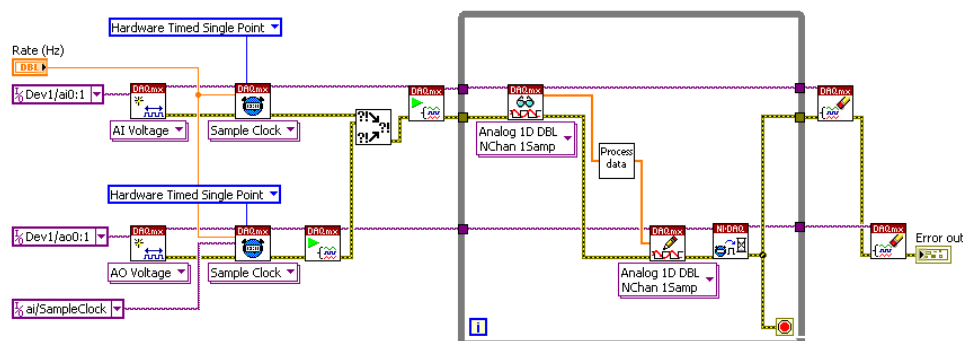 Hardware Timed Single Point
Rate (Hz)
DBL
Dev1/ai0:1
DAQmx
DAQmx
DAQmx
DAQmx
DAQmx
AI Voltage
Sample Clock
?!
?!
?!
Analog 1D DBL
NChan 1Samp
Process
data
Hardware Timed Single Point
Dev1/ao0:1
DAQmx
DAQmx
DAQmx
DAQmx
NI-DAQ
DAQmx
AO Voltage
Sample Clock
Error out
Analog 1D DBL
NChan 1Samp
ai/SampleClock
i